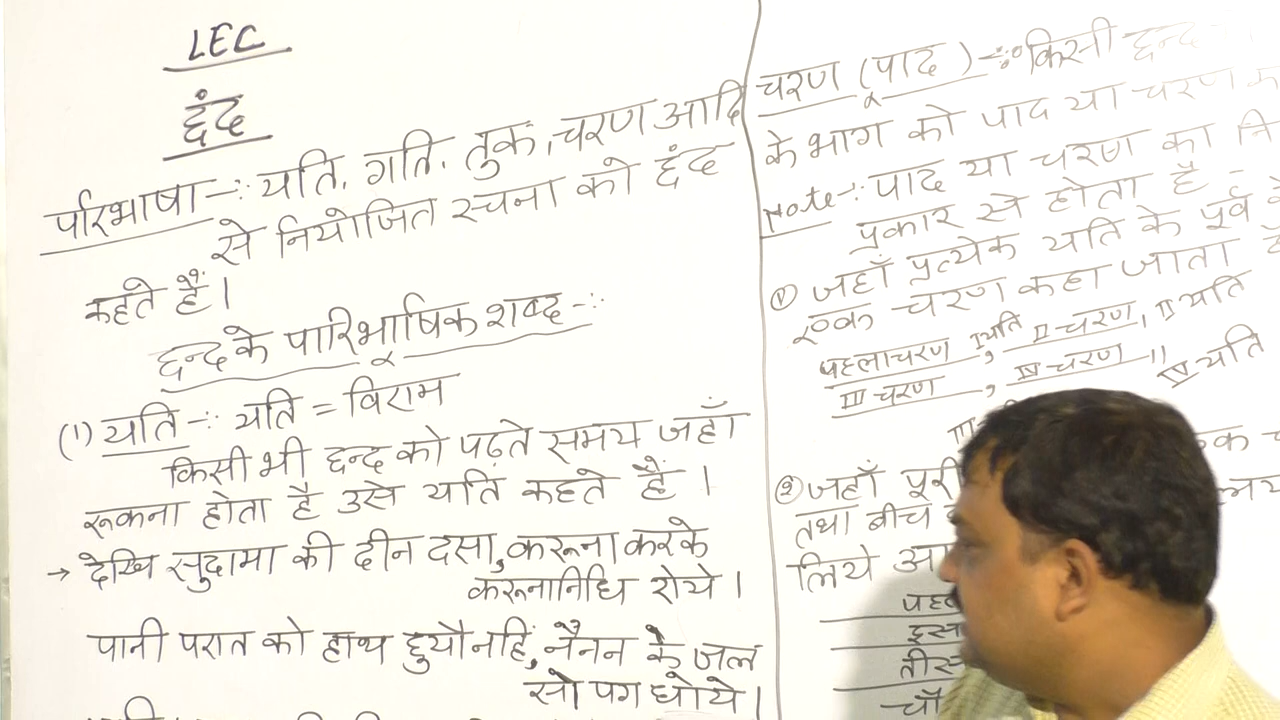 LEC
छंद
परिभाषा-: यति, गति, तुक, चरण आदि
से नियोजित रचना को छंद
कहते हैं।
छन्द के पारिभाषिक शब्द-:
(1) यति-: यति = विराम
किसी भी छन्द को पढ़ते समय जहाँ
रूकना होता है उसे यति कहते हैं।
→ देखि सुदामा की दीन दसा, करूना करके
करूनानिधि रोये।
पानी परात को हाथ छुयौ नहिं, नैनन के जल
सो पग धोये।
चरण (पाद)-: किसी छन्द
के भाग को पाद या चरण
Note-: पाद या चरण का
प्रकार से होता है -
① जहाँ प्रत्येक यति के पूर्व
एक चरण कहा जाता
पहलाचरण I यति, II चरण, II यति
III चरण, IV चरण ॥ IV यति
III
② जहाँ पूरी
तथा बीच
लिये